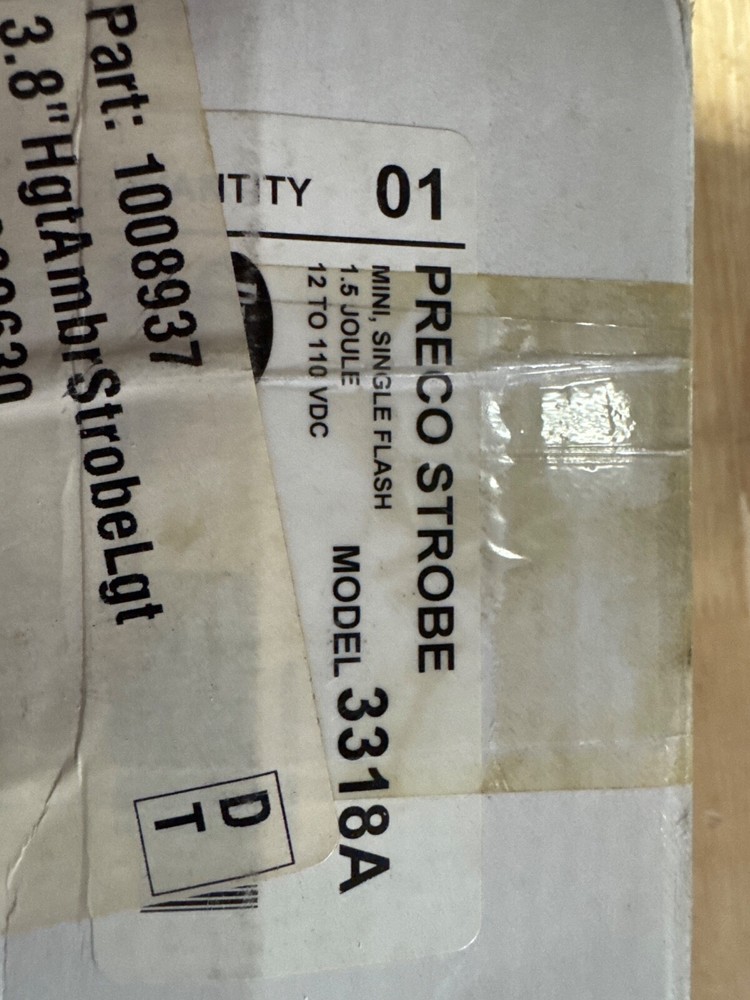 PRECO STROBE
MINI, SINGLE FLASH
1.5 JOULE
12 TO 110 VDC
MODEL 3318A
01
Part: 1008937
3.8"HgtAmbrStrobeLgt
D
T